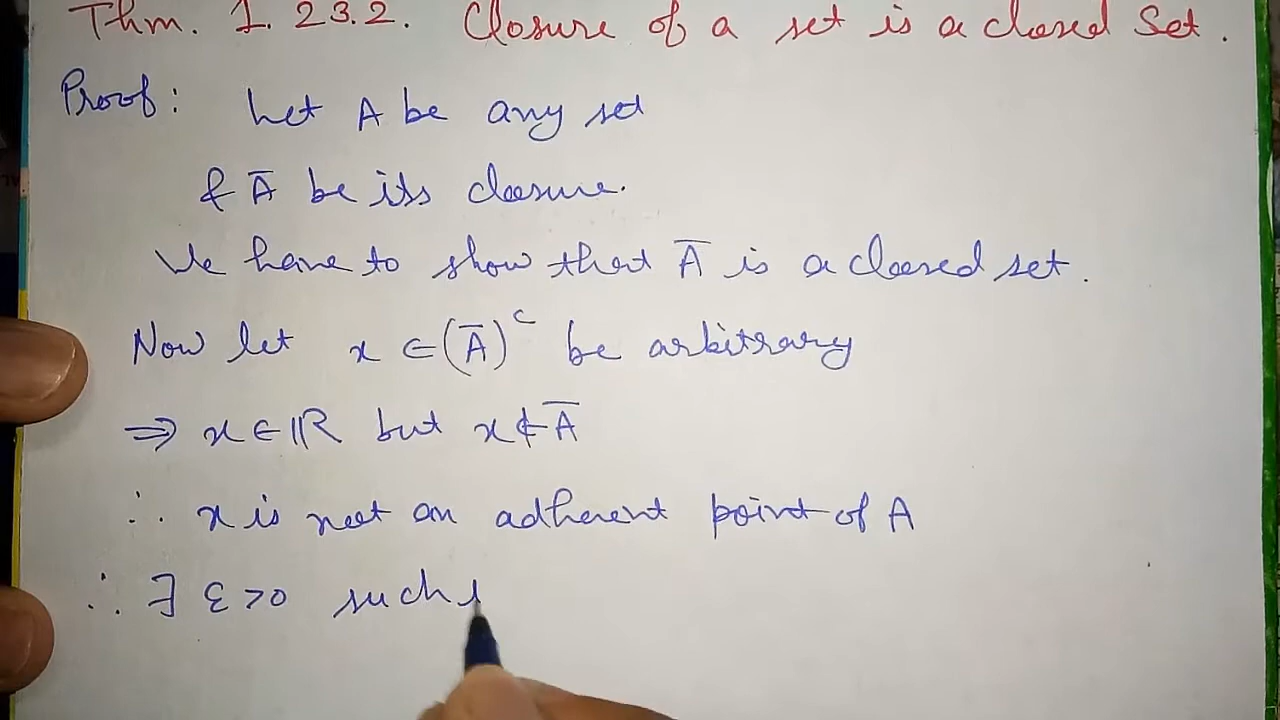 Thm. 1.23.2. Closure of a set is a closed Set.
Proof: Let A be any set
& A̅ be its closure.
We have to show that A̅ is a closed set.
Now let x ∈ (A̅)ᶜ be arbitrary
⇒ x ∈ ℝ but x ∉ A̅
∴ x is not an adherent point of A
∴ ∃ ε > 0 such